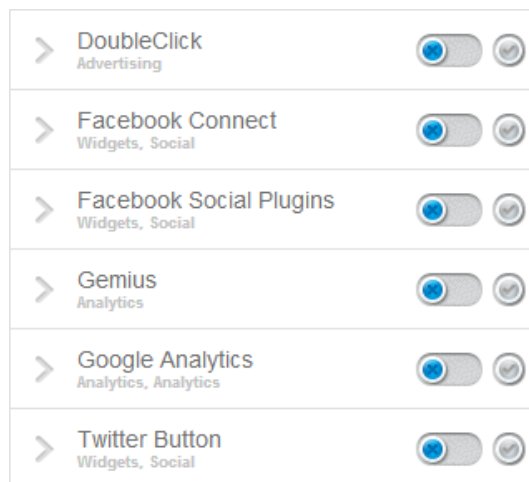 DoubleClick
Advertising
Facebook Connect
Widgets, Social
Facebook Social Plugins
Widgets, Social
Gemius
Analytics
Google Analytics
Analytics, Analytics
Twitter Button
Widgets, Social